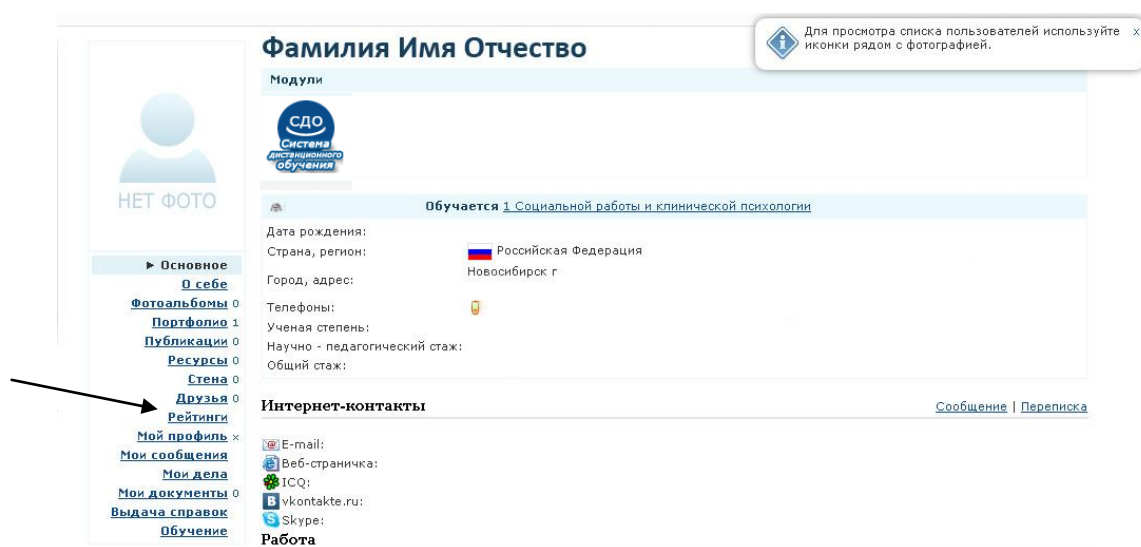 Фамилия Имя Отчество
Для просмотра списка пользователей используйте x
иконки рядом с фотографией.
Модули
СДО
Система
дистанционного
обучения
НЕТ ФОТО
Обучается 1 Социальной работы и клинической психологии
Дата рождения:
Страна, регион: Российская Федерация
Новосибирск г
Город, адрес:
Телефоны:
Ученая степень:
Научно - педагогический стаж:
Общий стаж:
► Основное
О себе
Фотоальбомы 0
Портфолио 1
Публикации 0
Ресурсы 0
Стена 0
Друзья 0
Рейтинги
Мой профиль x
Мои сообщения
Мои дела
Мои документы 0
Выдача справок
Обучение
Интернет-контакты
Сообщение | Переписка
E-mail:
Веб-страничка:
ICQ:
B vkontakte.ru:
Skype:
Работа